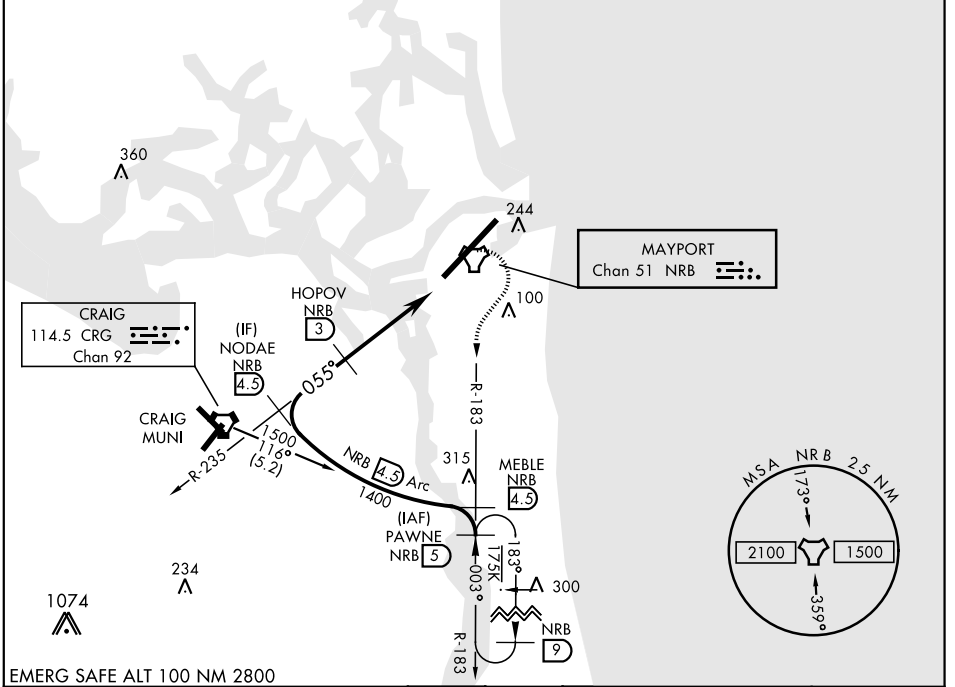 360
244
MAYPORT
Chan 51 NRB
100
CRAIG
114.5 CRG
Chan 92
HOPOV
NRB
3
(IF)
NODAE
NRB
4.5
055°
CRAIG
MUNI
1500
116°
(5.2)
R-235
NRB 4.5 Arc
1400
R-183
315
MEBLE
NRB
4.5
(IAF)
PAWNE
NRB 5
183°
175K
003°
300
NRB
9
R-183
234
1074
MSA NRB 25 NM
173°
2100
1500
359°
EMERG SAFE ALT 100 NM 2800